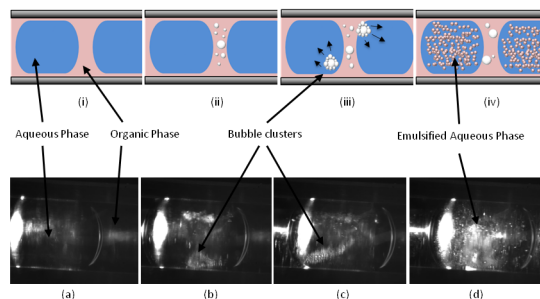 (i) (ii) (iii) (iv)
Aqueous Phase Organic Phase Bubble clusters Emulsified Aqueous Phase
(a) (b) (c) (d)